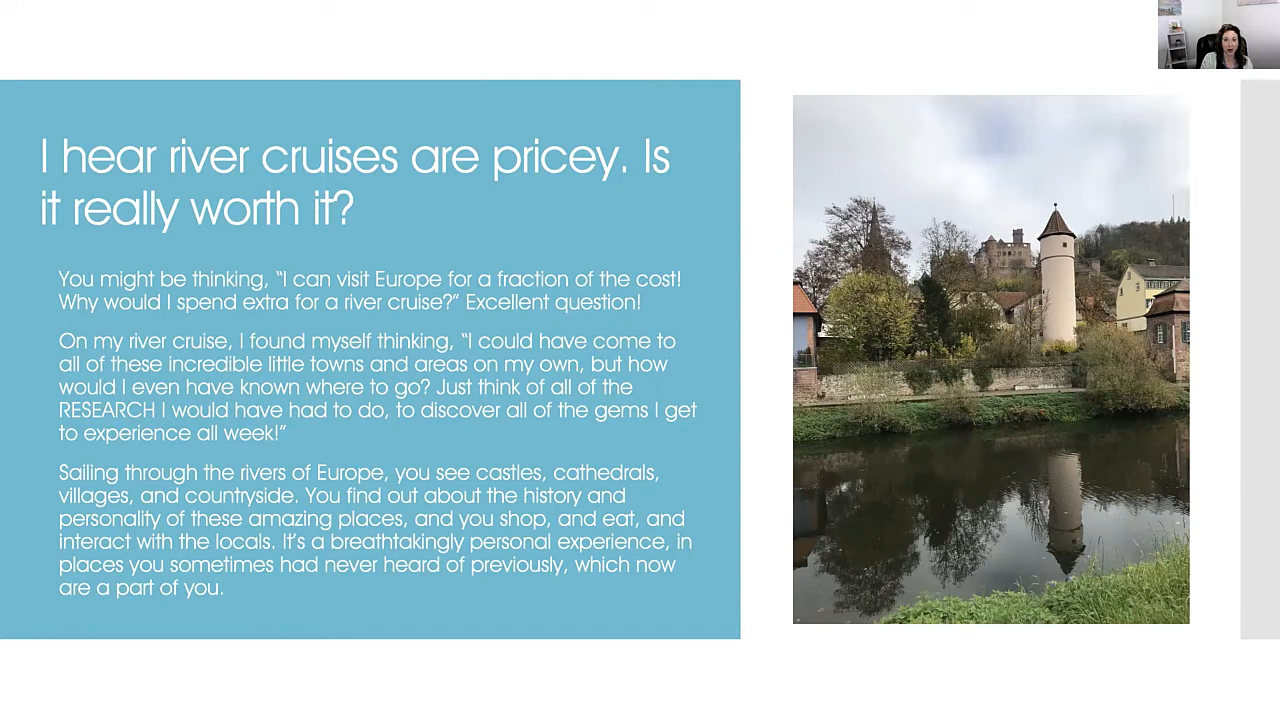 I hear river cruises are pricey. Is
it really worth it?
You might be thinking, “I can visit Europe for a fraction of the cost!
Why would I spend extra for a river cruise?” Excellent question!
On my river cruise, I found myself thinking, “I could have come to
all of these incredible little towns and areas on my own, but how
would I even have known where to go? Just think of all of the
RESEARCH I would have had to do, to discover all of the gems I get
to experience all week!”
Sailing through the rivers of Europe, you see castles, cathedrals,
villages, and countryside. You find out about the history and
personality of these amazing places, and you shop, and eat, and
interact with the locals. It’s a breathtakingly personal experience, in
places you sometimes had never heard of previously, which now
are a part of you.